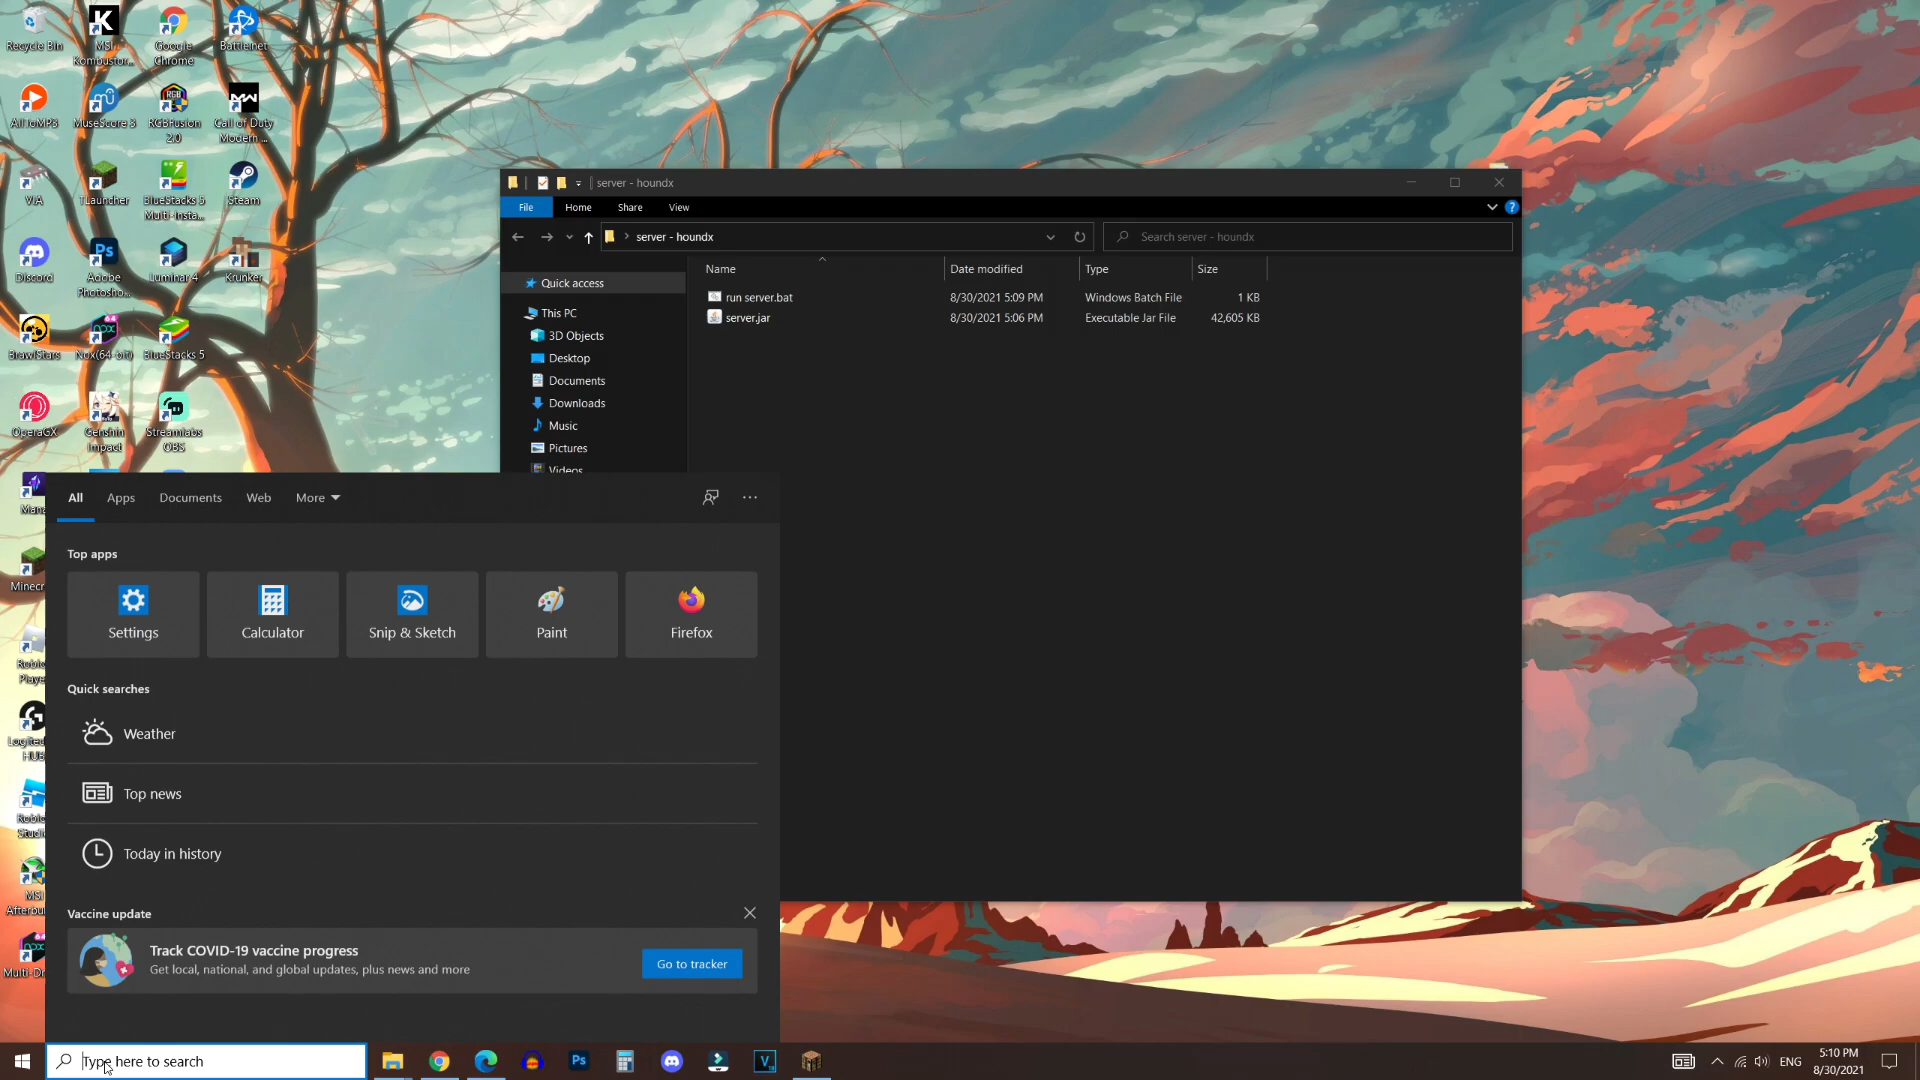 Recycle Bin
MSI Kombustor...
Google Chrome
Battle.net
AllToMP3
MuseScore 3
RGBFusion 2.0
Call of Duty Modern ...
VIA
TLauncher
BlueStacks 5 Multi-Insta...
Steam
Discord
Adobe Photosho...
Luminar 4
Krunker
BrawlStars
Nox(64-bit)
BlueStacks 5
OperaGX
Genshin Impact
Streamlabs OBS
server - houndx
File
Home
Share
View
server - houndx
Search server - houndx
Name
Date modified
Type
Size
Quick access
run server.bat
8/30/2021 5:09 PM
Windows Batch File
1 KB
This PC
server.jar
8/30/2021 5:06 PM
Executable Jar File
42,605 KB
3D Objects
Desktop
Documents
Downloads
Music
Pictures
Videos
All
Apps
Documents
Web
More
Top apps
Settings
Calculator
Snip & Sketch
Paint
Firefox
Quick searches
Weather
Top news
Today in history
Vaccine update
Track COVID-19 vaccine progress
Get local, national, and global updates, plus news and more
Go to tracker
Minecr
MSI
Type here to search
Ps
ENG
5:10 PM
8/30/2021